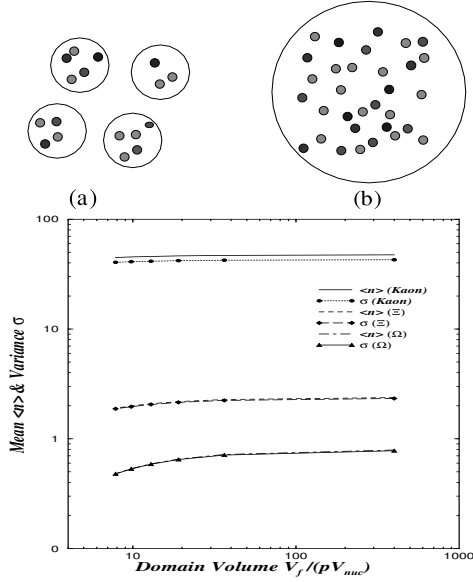 (a) (b)
100
<n> (Kaon)
σ (Kaon)
<n> (Ξ)
σ (Ξ)
<n> (Ω)
σ (Ω)
10
1
0
Mean <n> & Variance σ
10 100 1000
Domain Volume V_f /(pV_nuc)